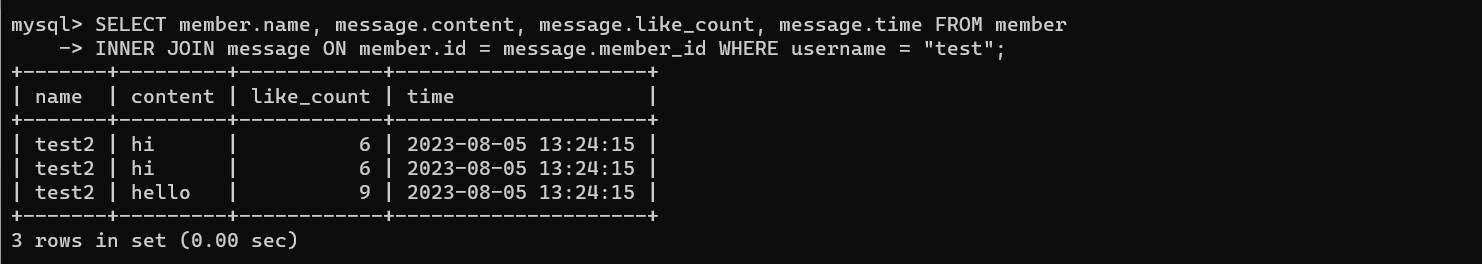 mysql> SELECT member.name, message.content, message.like_count, message.time FROM member
    -> INNER JOIN message ON member.id = message.member_id WHERE username = "test";
+-------+---------+------------+---------------------+
| name  | content | like_count | time                |
+-------+---------+------------+---------------------+
| test2 | hi      |          6 | 2023-08-05 13:24:15 |
| test2 | hi      |          6 | 2023-08-05 13:24:15 |
| test2 | hello   |          9 | 2023-08-05 13:24:15 |
+-------+---------+------------+---------------------+
3 rows in set (0.00 sec)